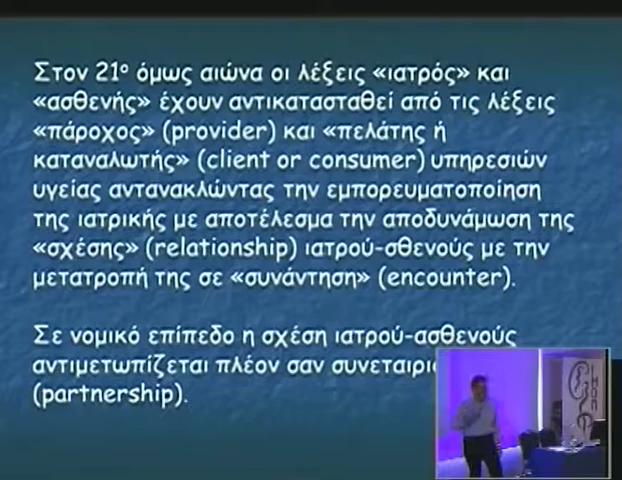 Στον 21ο όμως αιώνα οι λέξεις «ιατρός» και
«ασθενής» έχουν αντικατασταθεί από τις λέξεις
«πάροχος» (provider) και «πελάτης ή
καταναλωτής» (client or consumer) υπηρεσιών
υγείας αντανακλώντας την εμπορευματοποίηση
της ιατρικής με αποτέλεσμα την αποδυνάμωση της
«σχέσης» (relationship) ιατρού-σθενούς με την
μετατροπή της σε «συνάντηση» (encounter).
Σε νομικό επίπεδο η σχέση ιατρού-ασθενούς
αντιμετωπίζεται πλέον σαν
(partnership).